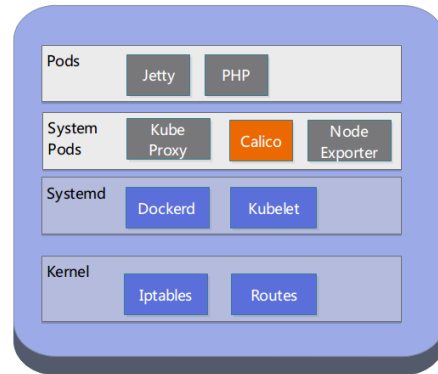 Pods
Jetty
PHP
System
Pods
Kube
Proxy
Calico
Node
Exporter
Systemd
Dockerd
Kubelet
Kernel
Iptables
Routes